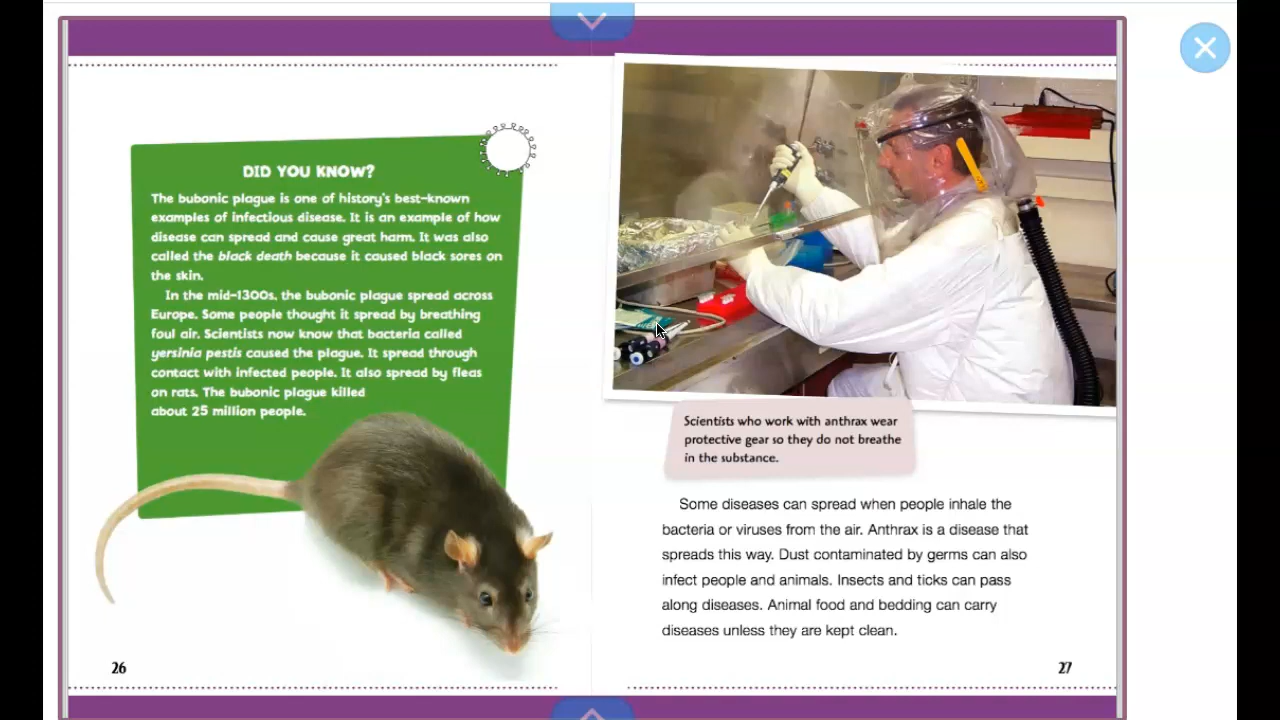 DID YOU KNOW?
The bubonic plague is one of history's best-known
examples of infectious disease. It is an example of how
disease can spread and cause great harm. It was also
called the black death because it caused black sores on
the skin.
In the mid-1300s, the bubonic plague spread across
Europe. Some people thought it spread by breathing
foul air. Scientists now know that bacteria called
yersinia pestis caused the plague. It spread through
contact with infected people. It also spread by fleas
on rats. The bubonic plague killed
about 25 million people.
26
Scientists who work with anthrax wear
protective gear so they do not breathe
in the substance.
Some diseases can spread when people inhale the
bacteria or viruses from the air. Anthrax is a disease that
spreads this way. Dust contaminated by germs can also
infect people and animals. Insects and ticks can pass
along diseases. Animal food and bedding can carry
diseases unless they are kept clean.
27